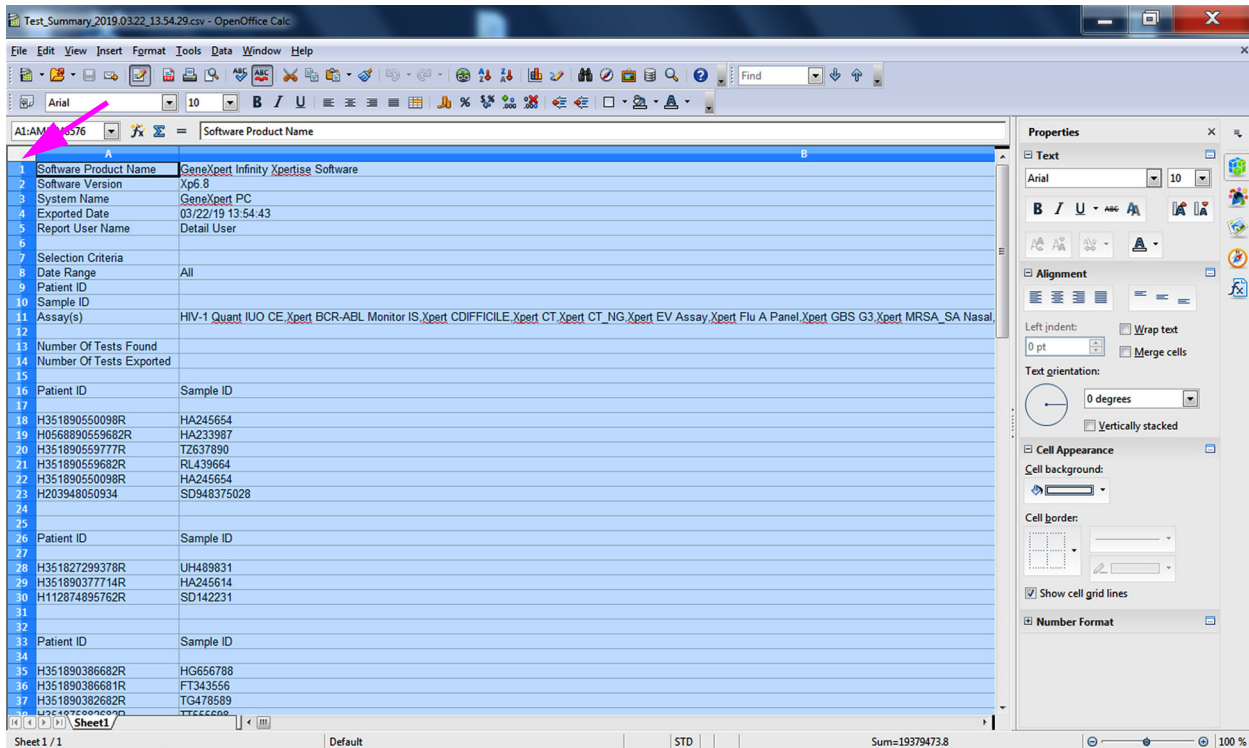 Test_Summary_2019.03.22_13.54.29.csv - OpenOffice Calc
File Edit View Insert Format Tools Data Window Help
Find
Arial 10 B I U
Software Product Name
A B
1 Software Product Name GeneXpert Infinity Xpertise Software
2 Software Version Xp6.8
3 System Name GeneXpert PC
4 Exported Date 03/22/19 13:54:43
5 Report User Name Detail User
6
7 Selection Criteria
8 Date Range All
9 Patient ID
10 Sample ID
11 Assay(s) HIV-1 Quant IUO CE,Xpert BCR-ABL Monitor IS,Xpert CDIFFICILE,Xpert CT,Xpert CT_NG,Xpert EV Assay,Xpert Flu A Panel,Xpert GBS G3,Xpert MRSA_SA Nasal,
12
13 Number Of Tests Found
14 Number Of Tests Exported
15
16 Patient ID Sample ID
17
18 H351890550098R HA245654
19 H0568890559682R HA233987
20 H351890559777R TZ637890
21 H351890559682R RL439664
22 H351890550098R HA245654
23 H203948050934 SD948375028
24
25
26 Patient ID Sample ID
27
28 H351827299378R UH489831
29 H351890377714R HA245614
30 H112874895762R SD142231
31
32
33 Patient ID Sample ID
34
35 H351890386682R HG656788
36 H351890386681R FT343556
37 H351890382682R TG478589
Sheet1
Sheet 1 / 1 Default STD Sum=19379473.8 100 %
Properties
Text
Arial 10
B I U ABC
Alignment
Left indent:
0 pt
Wrap text
Merge cells
Text orientation:
0 degrees
Vertically stacked
Cell Appearance
Cell background:
Cell border:
Show cell grid lines
Number Format